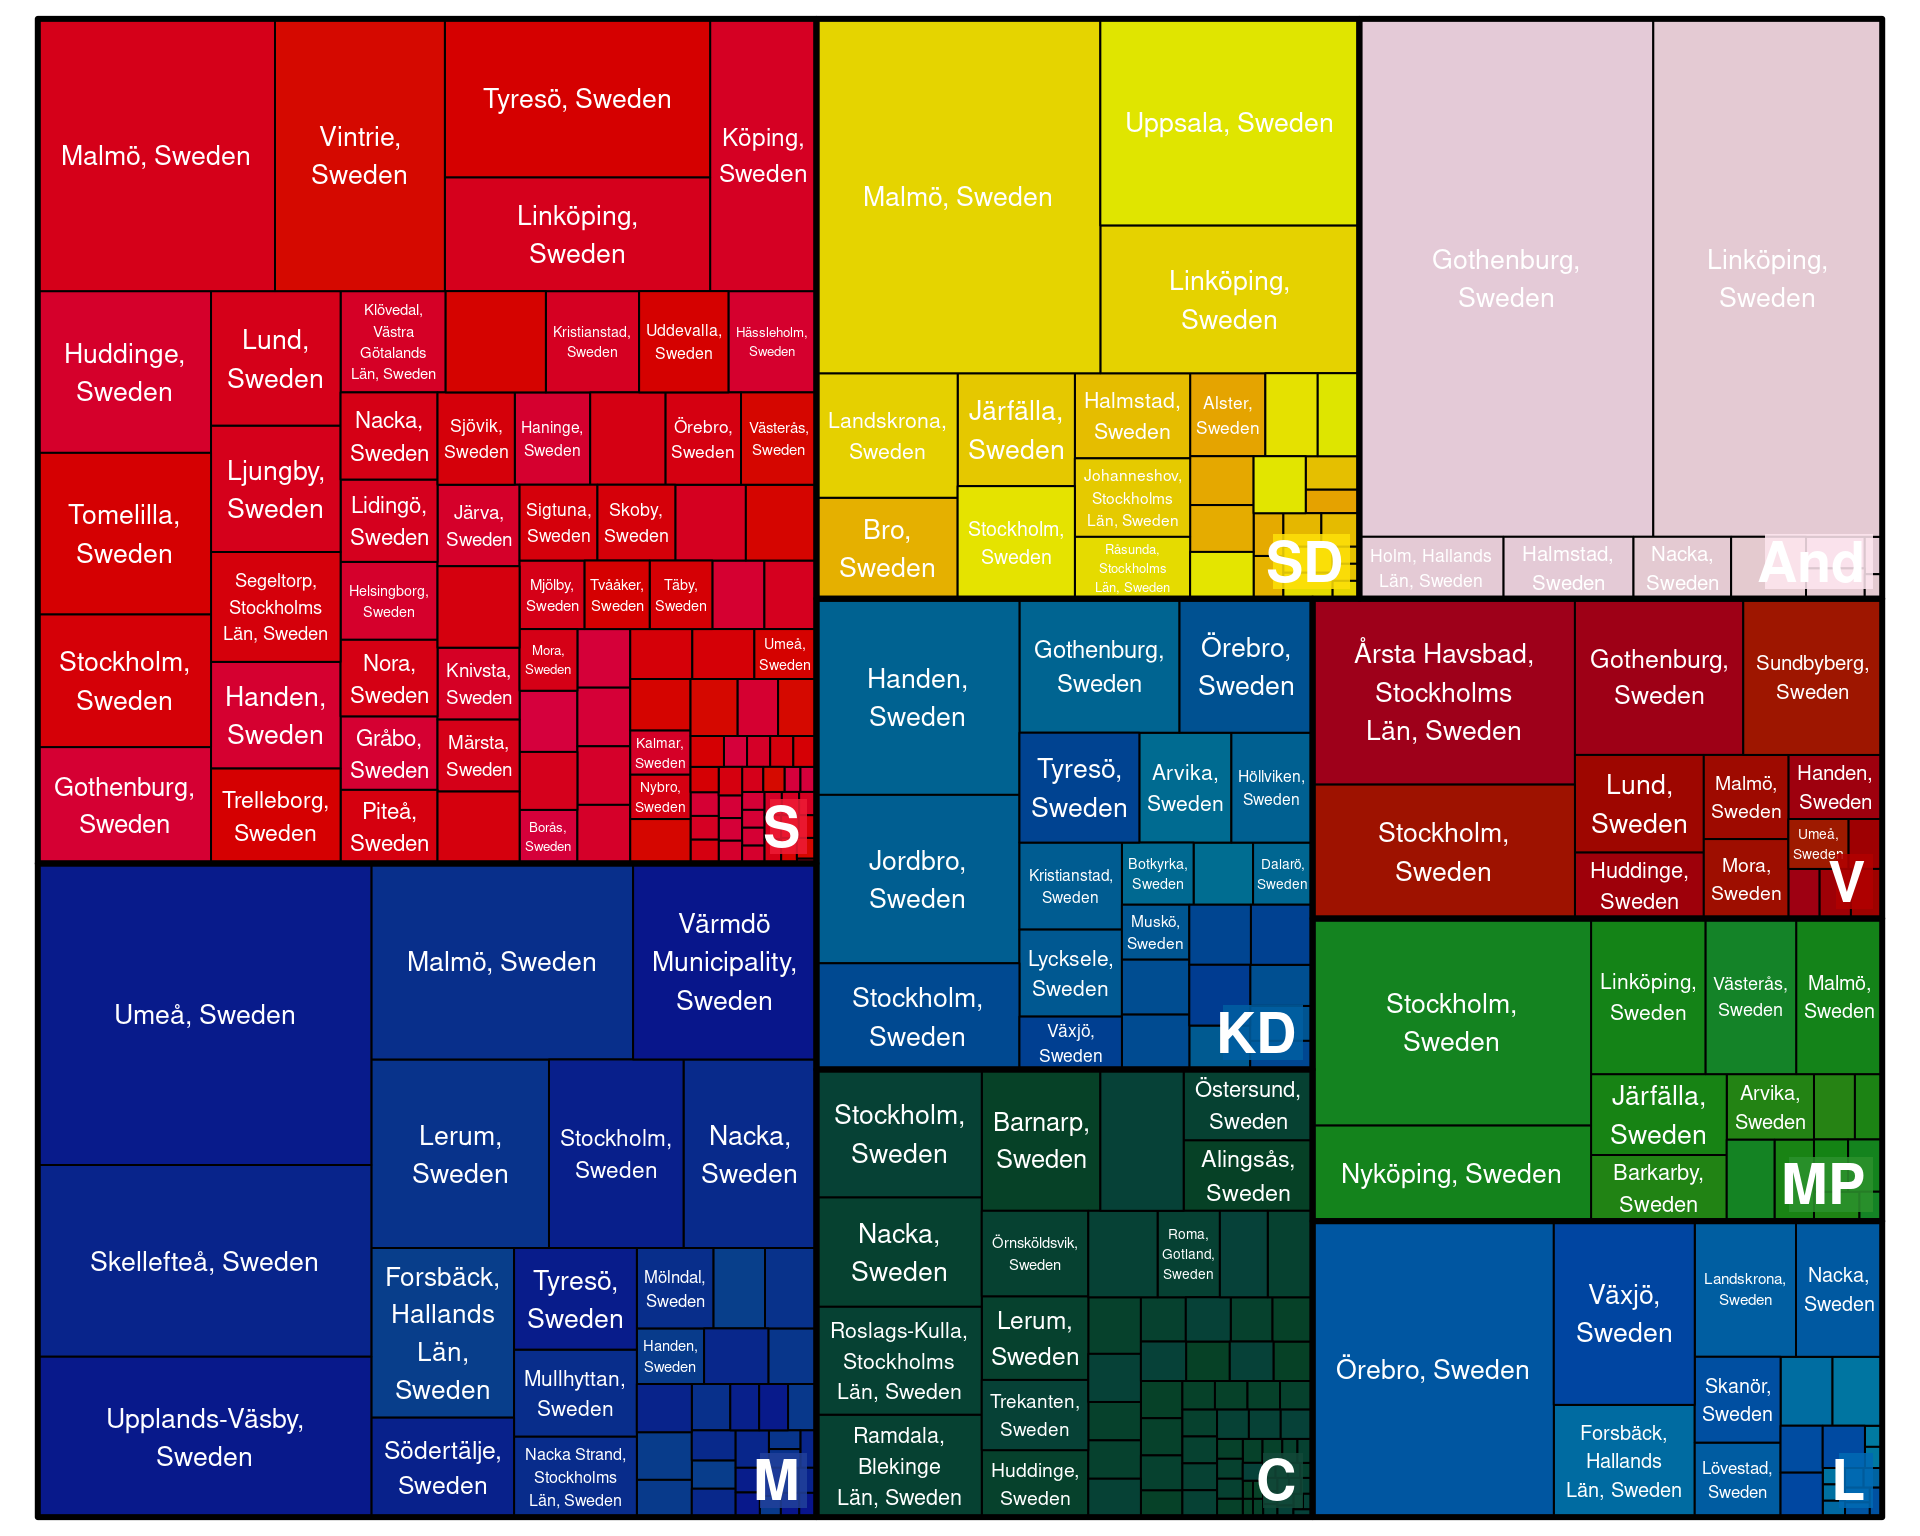 Malmö, Sweden
Vintrie,
Sweden
Tyresö, Sweden
Linköping,
Sweden
Köping,
Sweden
Huddinge,
Sweden
Tomelilla,
Sweden
Stockholm,
Sweden
Gothenburg,
Sweden
Lund,
Sweden
Ljungby,
Sweden
Segeltorp,
Stockholms
Län, Sweden
Handen,
Sweden
Trelleborg,
Sweden
Klövedal,
Västra
Götalands
Län, Sweden
Kristianstad,
Sweden
Uddevalla,
Sweden
Hässleholm,
Sweden
Nacka,
Sweden
Lidingö,
Sweden
Helsingborg,
Sweden
Nora,
Sweden
Gråbo,
Sweden
Piteå,
Sweden
Sjövik,
Sweden
Haninge,
Sweden
Örebro,
Sweden
Västerås,
Sweden
Järva,
Sweden
Knivsta,
Sweden
Märsta,
Sweden
Sigtuna,
Sweden
Skoby,
Sweden
Mjölby,
Sweden
Tvååker,
Sweden
Täby,
Sweden
Mora,
Sweden
Borås,
Sweden
Umeå,
Sweden
Kalmar,
Sweden
Nybro,
Sweden
S
Malmö, Sweden
Uppsala, Sweden
Linköping,
Sweden
Landskrona,
Sweden
Bro,
Sweden
Järfälla,
Sweden
Stockholm,
Sweden
Halmstad,
Sweden
Johanneshov,
Stockholms
Län, Sweden
Råsunda,
Stockholms
Län, Sweden
Alster,
Sweden
SD
Gothenburg,
Sweden
Linköping,
Sweden
Holm, Hallands
Län, Sweden
Halmstad,
Sweden
Nacka,
Sweden
And
Umeå, Sweden
Skellefteå, Sweden
Upplands-Väsby,
Sweden
Malmö, Sweden
Värmdö
Municipality,
Sweden
Lerum,
Sweden
Stockholm,
Sweden
Nacka,
Sweden
Forsbäck,
Hallands
Län,
Sweden
Södertälje,
Sweden
Tyresö,
Sweden
Mullhyttan,
Sweden
Nacka Strand,
Stockholms
Län, Sweden
Mölndal,
Sweden
Handen,
Sweden
M
Handen,
Sweden
Jordbro,
Sweden
Stockholm,
Sweden
Gothenburg,
Sweden
Örebro,
Sweden
Tyresö,
Sweden
Arvika,
Sweden
Höllviken,
Sweden
Kristianstad,
Sweden
Lycksele,
Sweden
Växjö,
Sweden
Botkyrka,
Sweden
Dalarö,
Sweden
Muskö,
Sweden
KD
Stockholm,
Sweden
Nacka,
Sweden
Roslags-Kulla,
Stockholms
Län, Sweden
Ramdala,
Blekinge
Län, Sweden
Barnarp,
Sweden
Östersund,
Sweden
Alingsås,
Sweden
Örnsköldsvik,
Sweden
Roma,
Gotland,
Sweden
Lerum,
Sweden
Trekanten,
Sweden
Huddinge,
Sweden
C
Årsta Havsbad,
Stockholms
Län, Sweden
Stockholm,
Sweden
Gothenburg,
Sweden
Sundbyberg,
Sweden
Lund,
Sweden
Huddinge,
Sweden
Malmö,
Sweden
Mora,
Sweden
Handen,
Sweden
Umeå,
Sweden
V
Stockholm,
Sweden
Nyköping, Sweden
Linköping,
Sweden
Västerås,
Sweden
Malmö,
Sweden
Järfälla,
Sweden
Barkarby,
Sweden
Arvika,
Sweden
MP
Örebro, Sweden
Växjö,
Sweden
Forsbäck,
Hallands
Län, Sweden
Landskrona,
Sweden
Nacka,
Sweden
Skanör,
Sweden
Lövestad,
Sweden
L